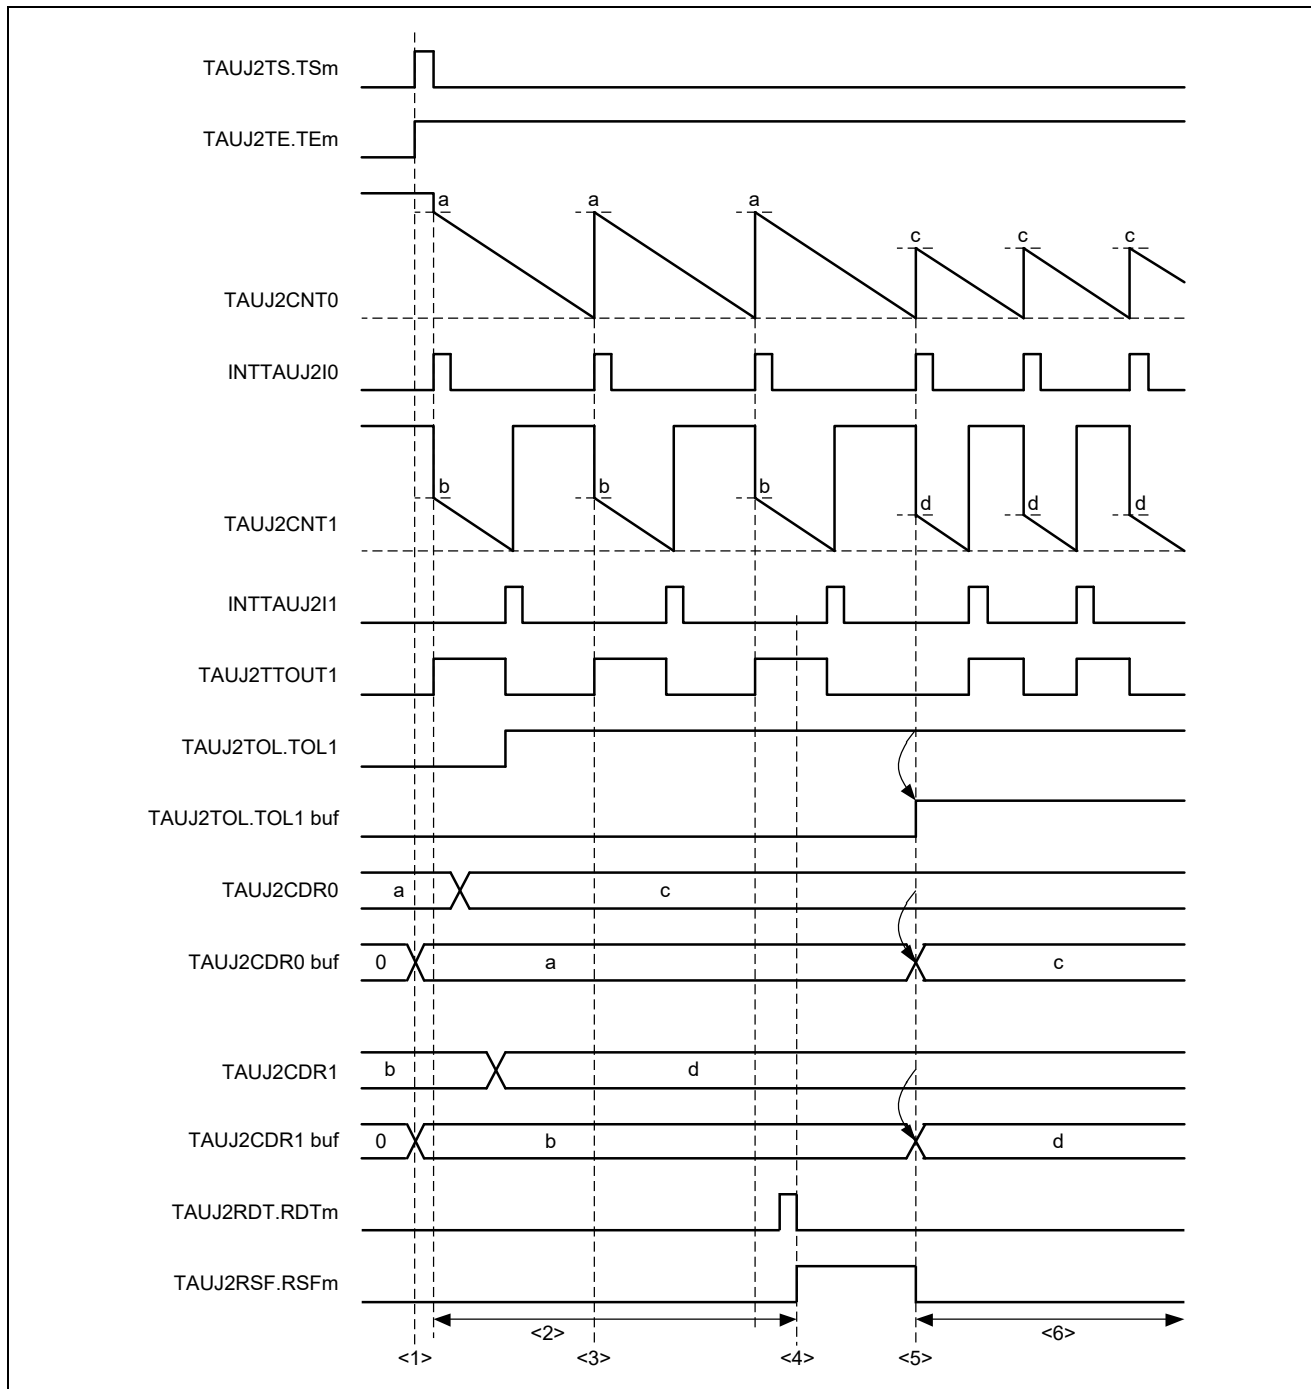 TAUJ2TS.TSm
TAUJ2TE.TEm
a a a
c c c
TAUJ2CNT0
INTTAUJ2I0
b b b
d d d
TAUJ2CNT1
INTTAUJ2I1
TAUJ2TTOUT1
TAUJ2TOL.TOL1
TAUJ2TOL.TOL1 buf
TAUJ2CDR0 a c
TAUJ2CDR0 buf 0 a c
TAUJ2CDR1 b d
TAUJ2CDR1 buf 0 b d
TAUJ2RDT.RDTm
TAUJ2RSF.RSFm
<2> <6>
<1> <3> <4> <5>